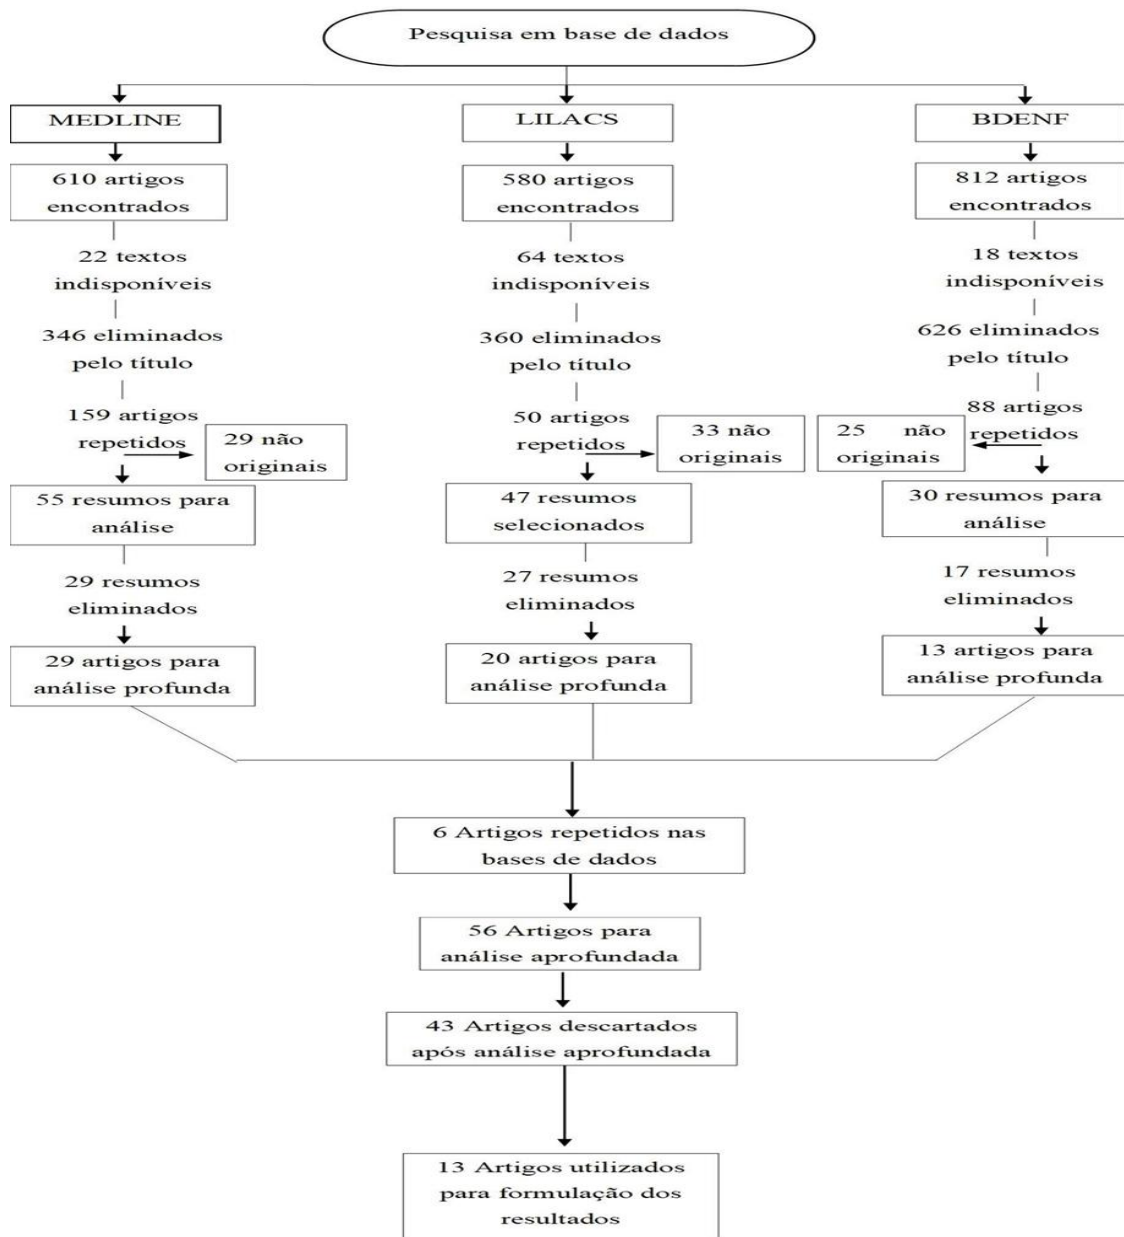 Pesquisa em base de dados
MEDLINE
610 artigos
encontrados
22 textos
indisponíveis
346 eliminados
pelo título
159 artigos
repetidos
29 não
originais
55 resumos para
análise
29 resumos
eliminados
29 artigos para
análise profunda
LILACS
580 artigos
encontrados
64 textos
indisponíveis
360 eliminados
pelo título
50 artigos
repetidos
33 não
originais
47 resumos
selecionados
27 resumos
eliminados
20 artigos para
análise profunda
BDENF
812 artigos
encontrados
18 textos
indisponíveis
626 eliminados
pelo título
88 artigos
repetidos
25 não
originais
30 resumos para
análise
17 resumos
eliminados
13 artigos para
análise profunda
6 Artigos repetidos nas
bases de dados
56 Artigos para
análise aprofundada
43 Artigos descartados
após análise aprofundada
13 Artigos utilizados
para formulação dos
resultados